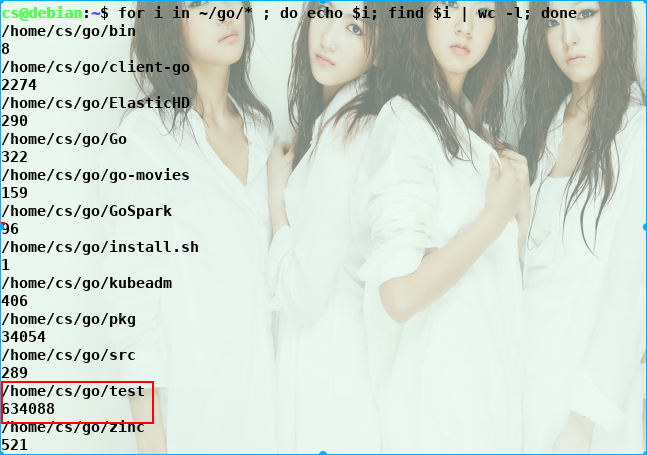 cs@debian:~$ for i in ~/go/* ; do echo $i; find $i | wc -l; done
/home/cs/go/bin
8
/home/cs/go/client-go
2274
/home/cs/go/ElasticHD
290
/home/cs/go/Go
322
/home/cs/go/go-movies
159
/home/cs/go/GoSpark
96
/home/cs/go/install.sh
1
/home/cs/go/kubeadm
406
/home/cs/go/pkg
34054
/home/cs/go/src
289
/home/cs/go/test
634088
/home/cs/go/zinc
521